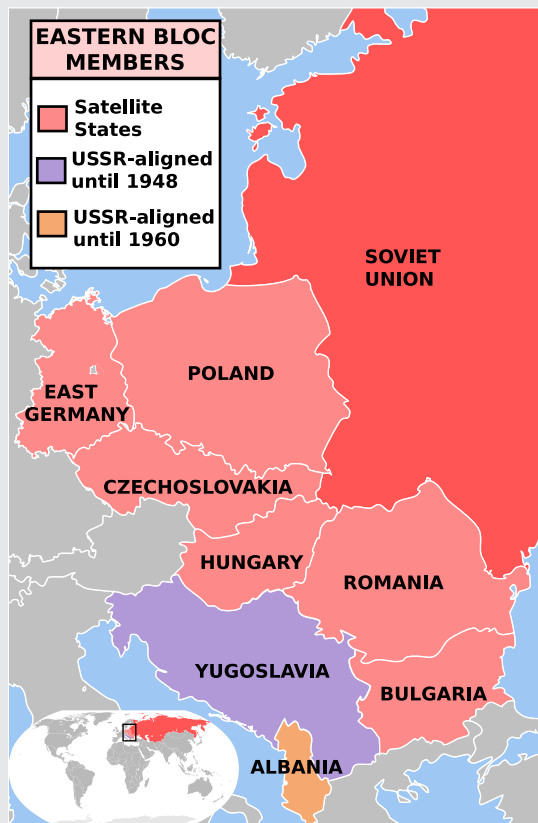 EASTERN BLOC
MEMBERS
Satellite
States
USSR-aligned
until 1948
USSR-aligned
until 1960
SOVIET
UNION
POLAND
EAST
GERMANY
CZECHOSLOVAKIA
HUNGARY
ROMANIA
YUGOSLAVIA
BULGARIA
ALBANIA